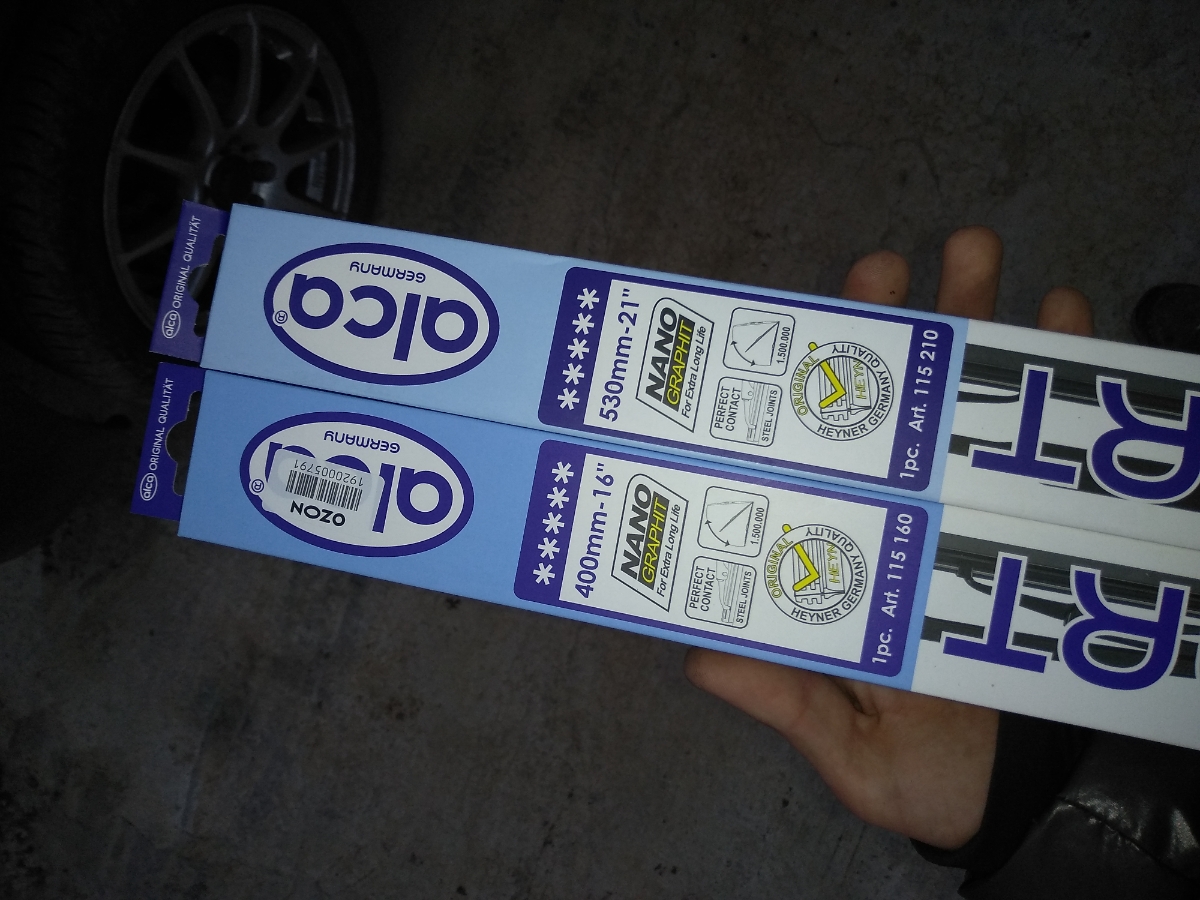 alca ORIGINAL QUALITÄT
alca®
GERMANY
*****
530mm-21"
NANO
GRAPHIT
For Extra Long Life
1.500.000
PERFECT
CONTACT
STEEL JOINTS
ORIGINAL
QUALITY
HEYN
HEYNER GERMANY
1pc. Art. 115 210
RT
alca ORIGINAL QUALITÄT
GERMANY
®
OZON
1920005791
*****
400mm-16"
NANO
GRAPHIT
For Extra Long Life
1.500.000
PERFECT
CONTACT
STEEL JOINTS
ORIGINAL
QUALITY
HEYN
HEYNER GERMANY
1pc. Art. 115 160
RT